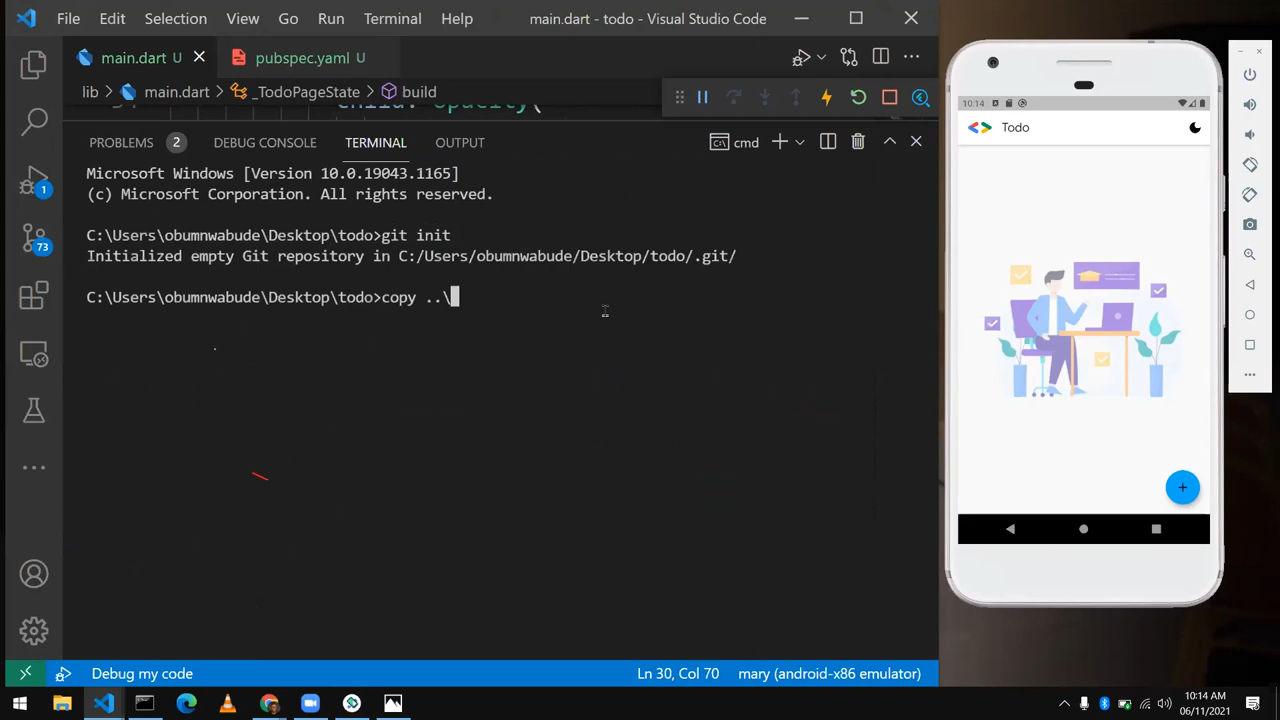 File Edit Selection View Go Run Terminal Help main.dart - todo - Visual Studio Code
main.dart U pubspec.yaml U
lib > main.dart > _TodoPageState > build
child: Opacity(
PROBLEMS 2 DEBUG CONSOLE TERMINAL OUTPUT cmd
Microsoft Windows [Version 10.0.19043.1165]
(c) Microsoft Corporation. All rights reserved.
C:\Users\obumnwabude\Desktop\todo>git init
Initialized empty Git repository in C:/Users/obumnwabude/Desktop/todo/.git/
C:\Users\obumnwabude\Desktop\todo>copy ..\
1
73
Debug my code Ln 30, Col 70 mary (android-x86 emulator)
10:14
Todo
10:14 AM
06/11/2021